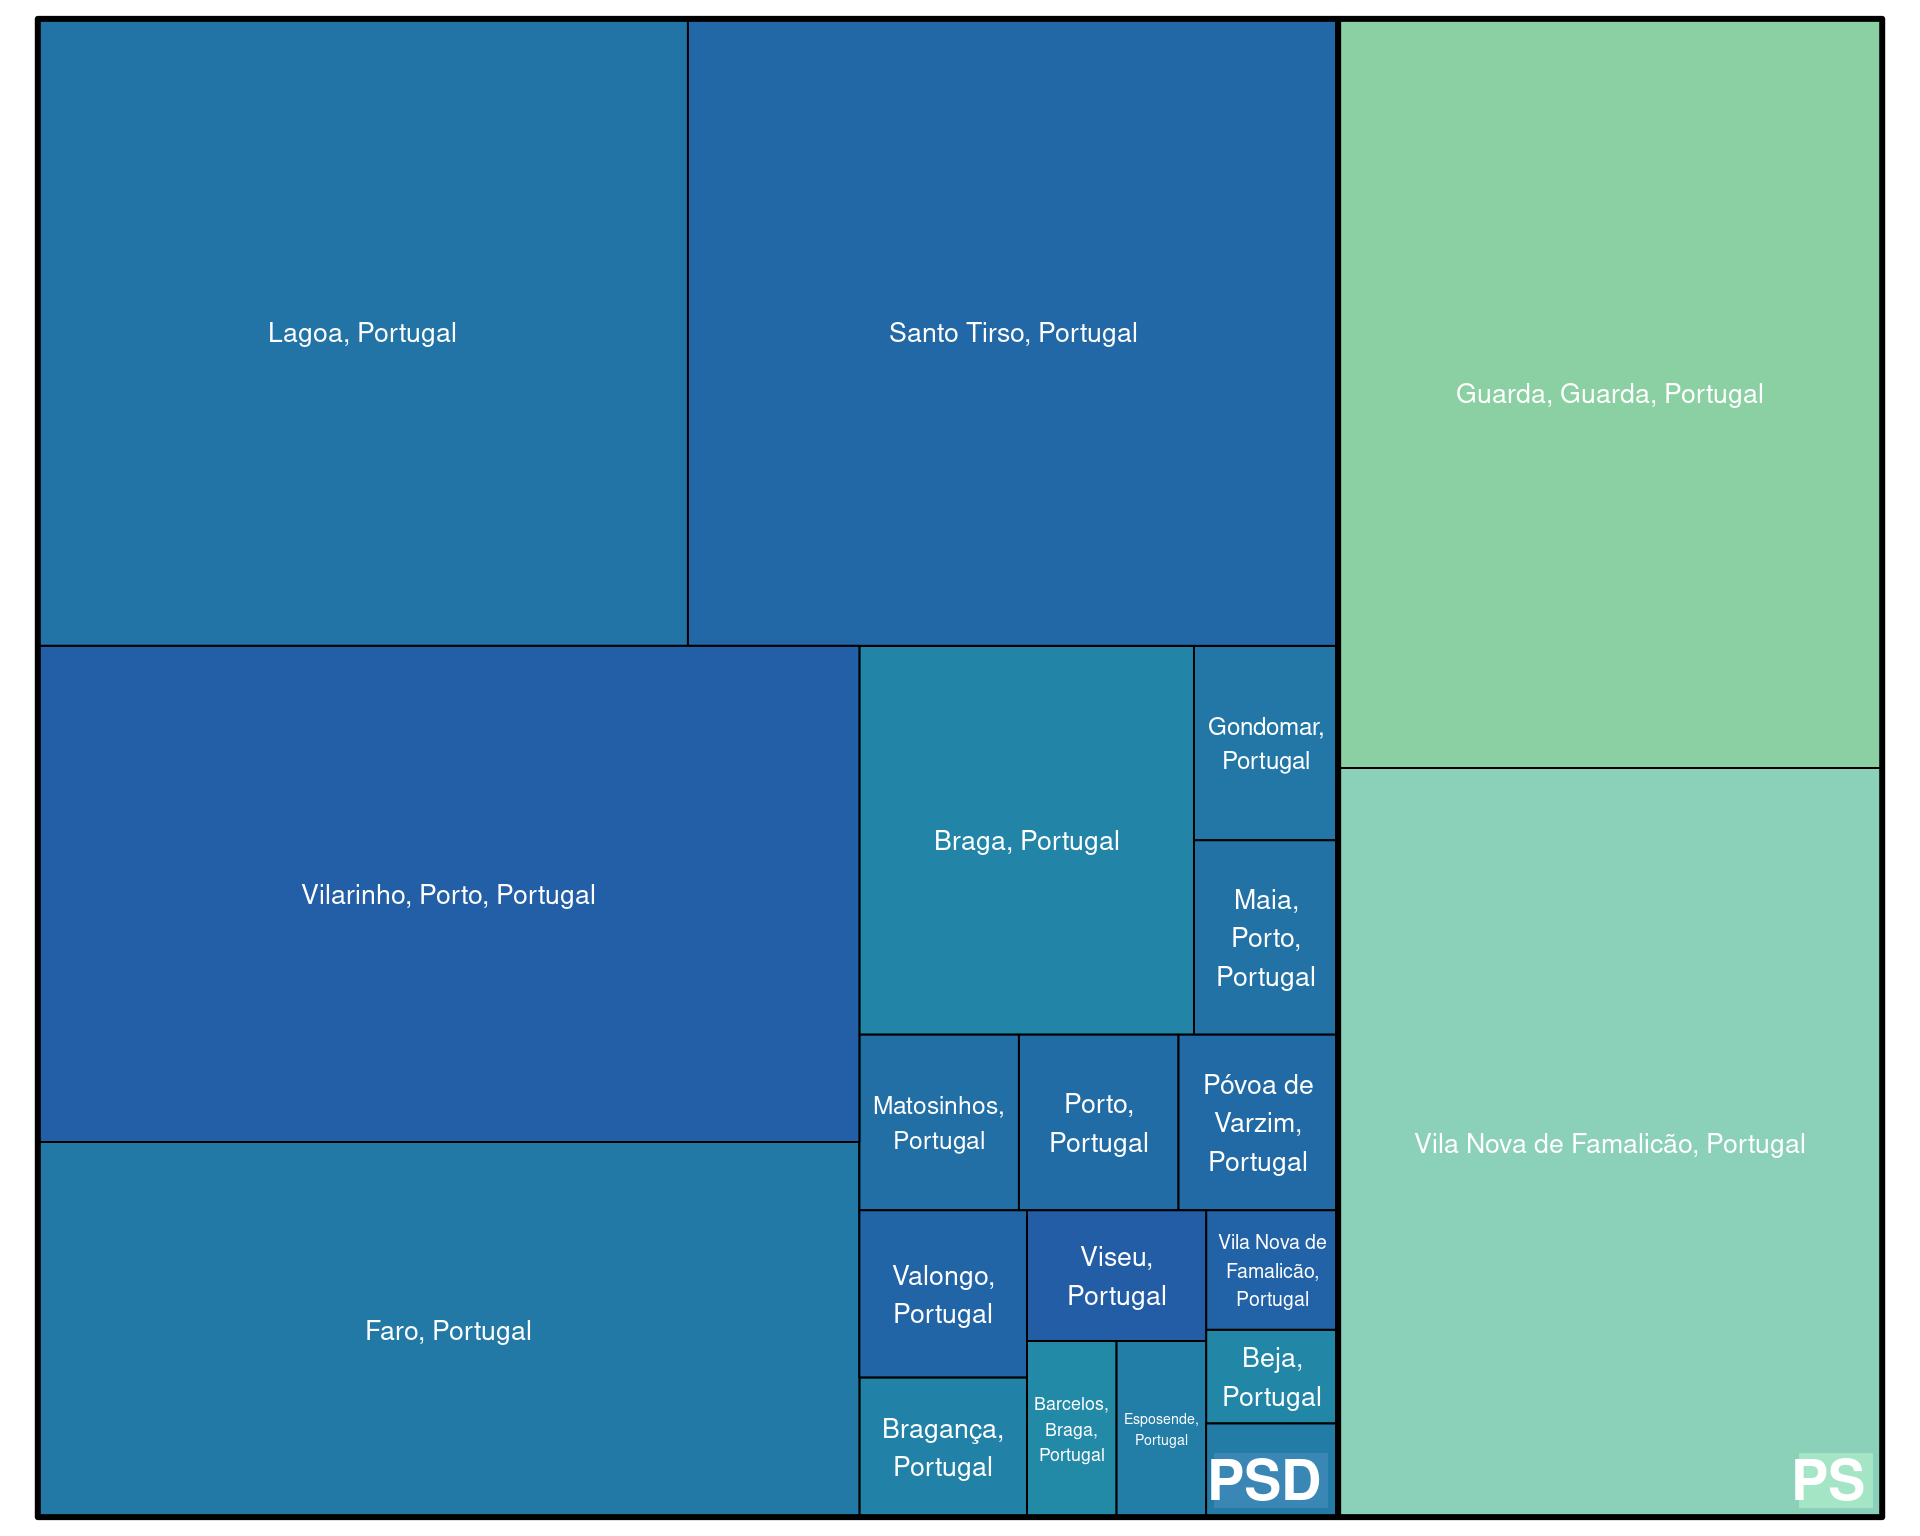 Lagoa, Portugal
Santo Tirso, Portugal
Guarda, Guarda, Portugal
Vilarinho, Porto, Portugal
Braga, Portugal
Gondomar,
Portugal
Maia,
Porto,
Portugal
Matosinhos,
Portugal
Porto,
Portugal
Póvoa de
Varzim,
Portugal
Vila Nova de Famalicão, Portugal
Faro, Portugal
Valongo,
Portugal
Viseu,
Portugal
Vila Nova de
Famalicão,
Portugal
Beja,
Portugal
Bragança,
Portugal
Barcelos,
Braga,
Portugal
Esposende,
Portugal
PSD
PS